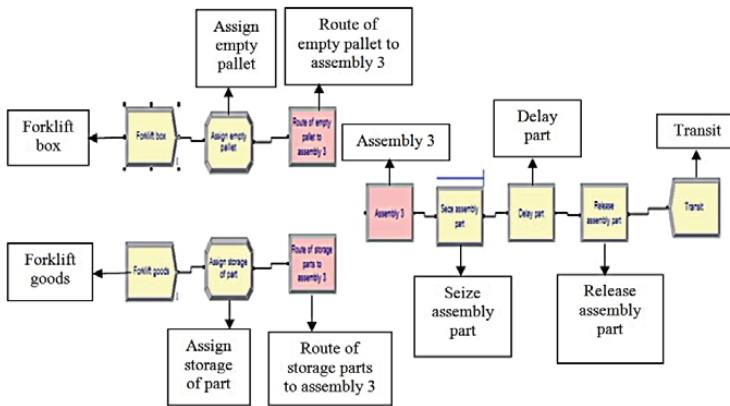 Assign
empty
pallet
Route of
empty pallet to
assembly 3
Forklift
box
Forklift box
Assign empty
pallet
Route of empty
pallet to
assembly 3
Assembly 3
Delay
part
Transit
Assembly 3
Seize assembly
part
Delay part
Release
assembly part
Transit
Forklift
goods
Forklift goods
Assign storage
of part
Route of storage
parts to
assembly 3
Seize
assembly
part
Release
assembly
part
Assign
storage
of part
Route of
storage parts
to assembly 3